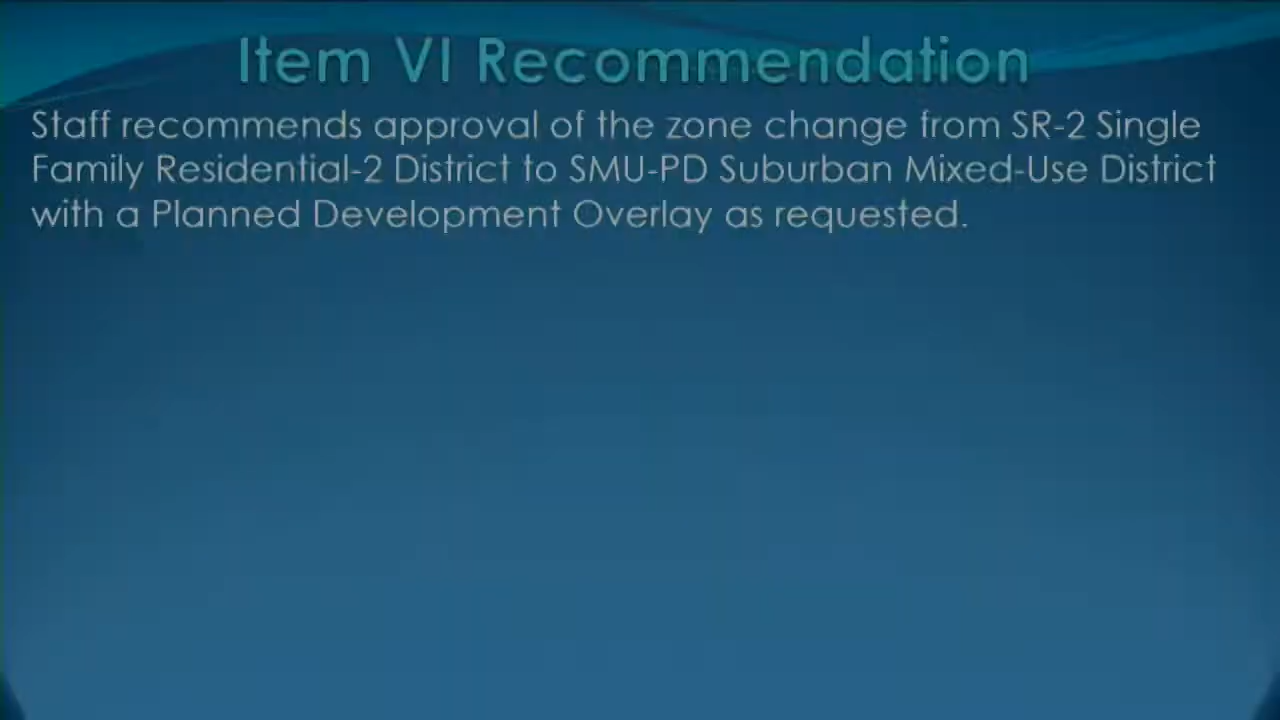 Item VI Recommendation
Staff recommends approval of the zone change from SR-2 Single
Family Residential-2 District to SMU-PD Suburban Mixed-Use District
with a Planned Development Overlay as requested.